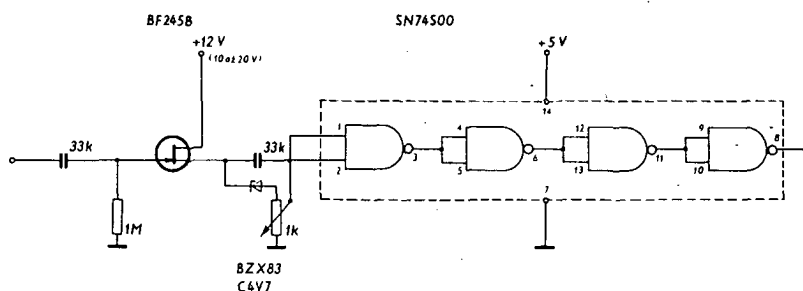 BF245B
SN74S00
+12 V
(10 a± 20 V)
+5 V
14
33k
33k
1
2
3
4
5
6
12
13
11
9
10
8
7
1M
1k
BZX83
C4V7